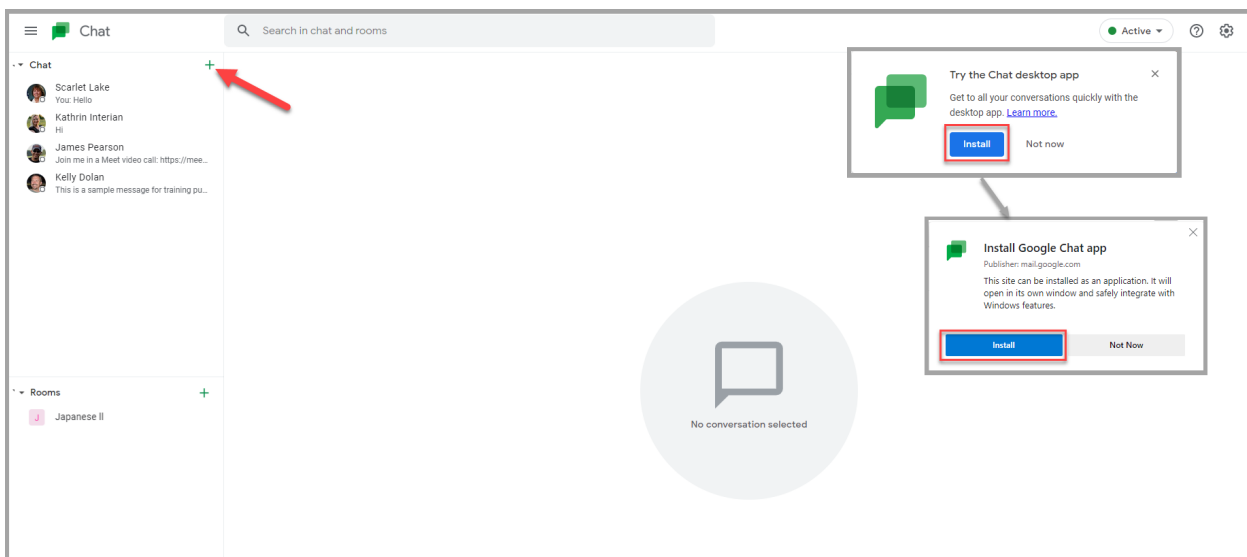 Chat
Search in chat and rooms
Active
Chat
Scarlet Lake
You: Hello
Kathrin Interian
Hi
James Pearson
Join me in a Meet video call: https://mee...
Kelly Dolan
This is a sample message for training pu...
Try the Chat desktop app
Get to all your conversations quickly with the
desktop app. Learn more.
Install
Not now
Install Google Chat app
Publisher: mail.google.com
This site can be installed as an application. It will
open in its own window and safely integrate with
Windows features.
Install
Not Now
Rooms
J
Japanese ll
No conversation selected